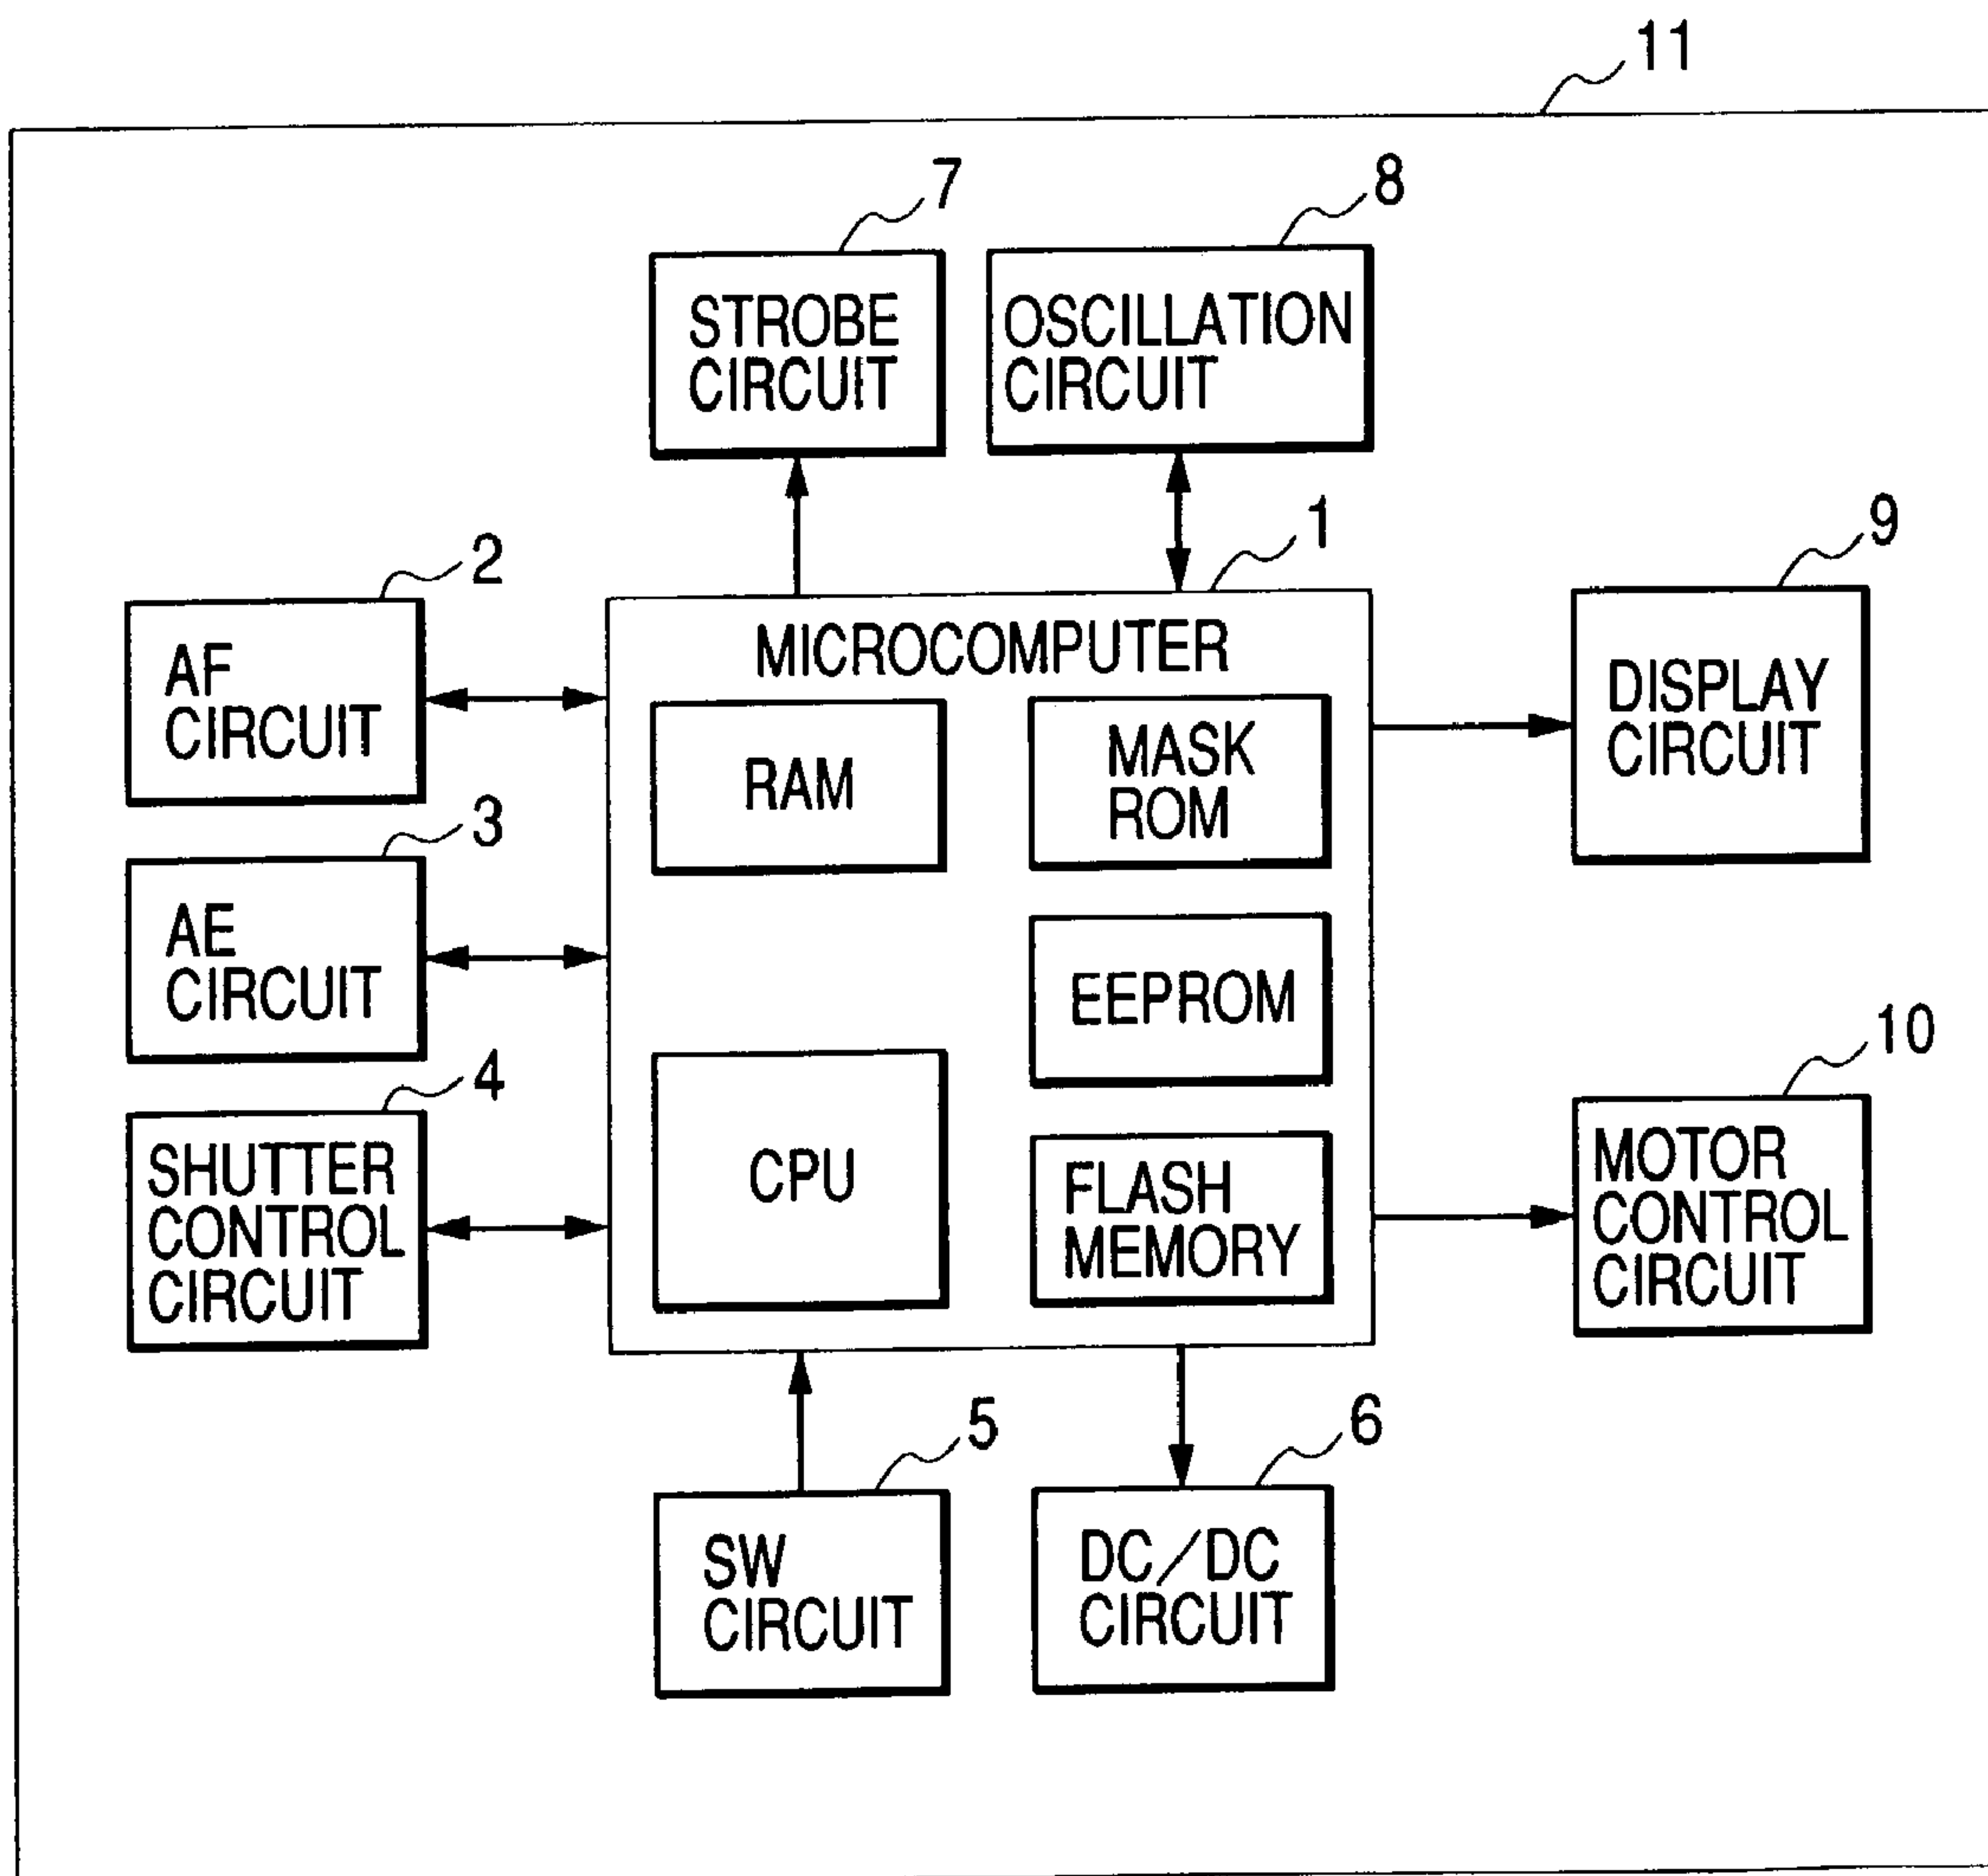 11
7
8
STROBE
CIRCUIT
OSCILLATION
CIRCUIT
1
2
9
AF
CIRCUIT
MICROCOMPUTER
RAM
MASK
ROM
DISPLAY
CIRCUIT
3
AE
CIRCUIT
EEPROM
10
4
SHUTTER
CONTROL
CIRCUIT
CPU
FLASH
MEMORY
MOTOR
CONTROL
CIRCUIT
5
6
SW
CIRCUIT
DC/DC
CIRCUIT